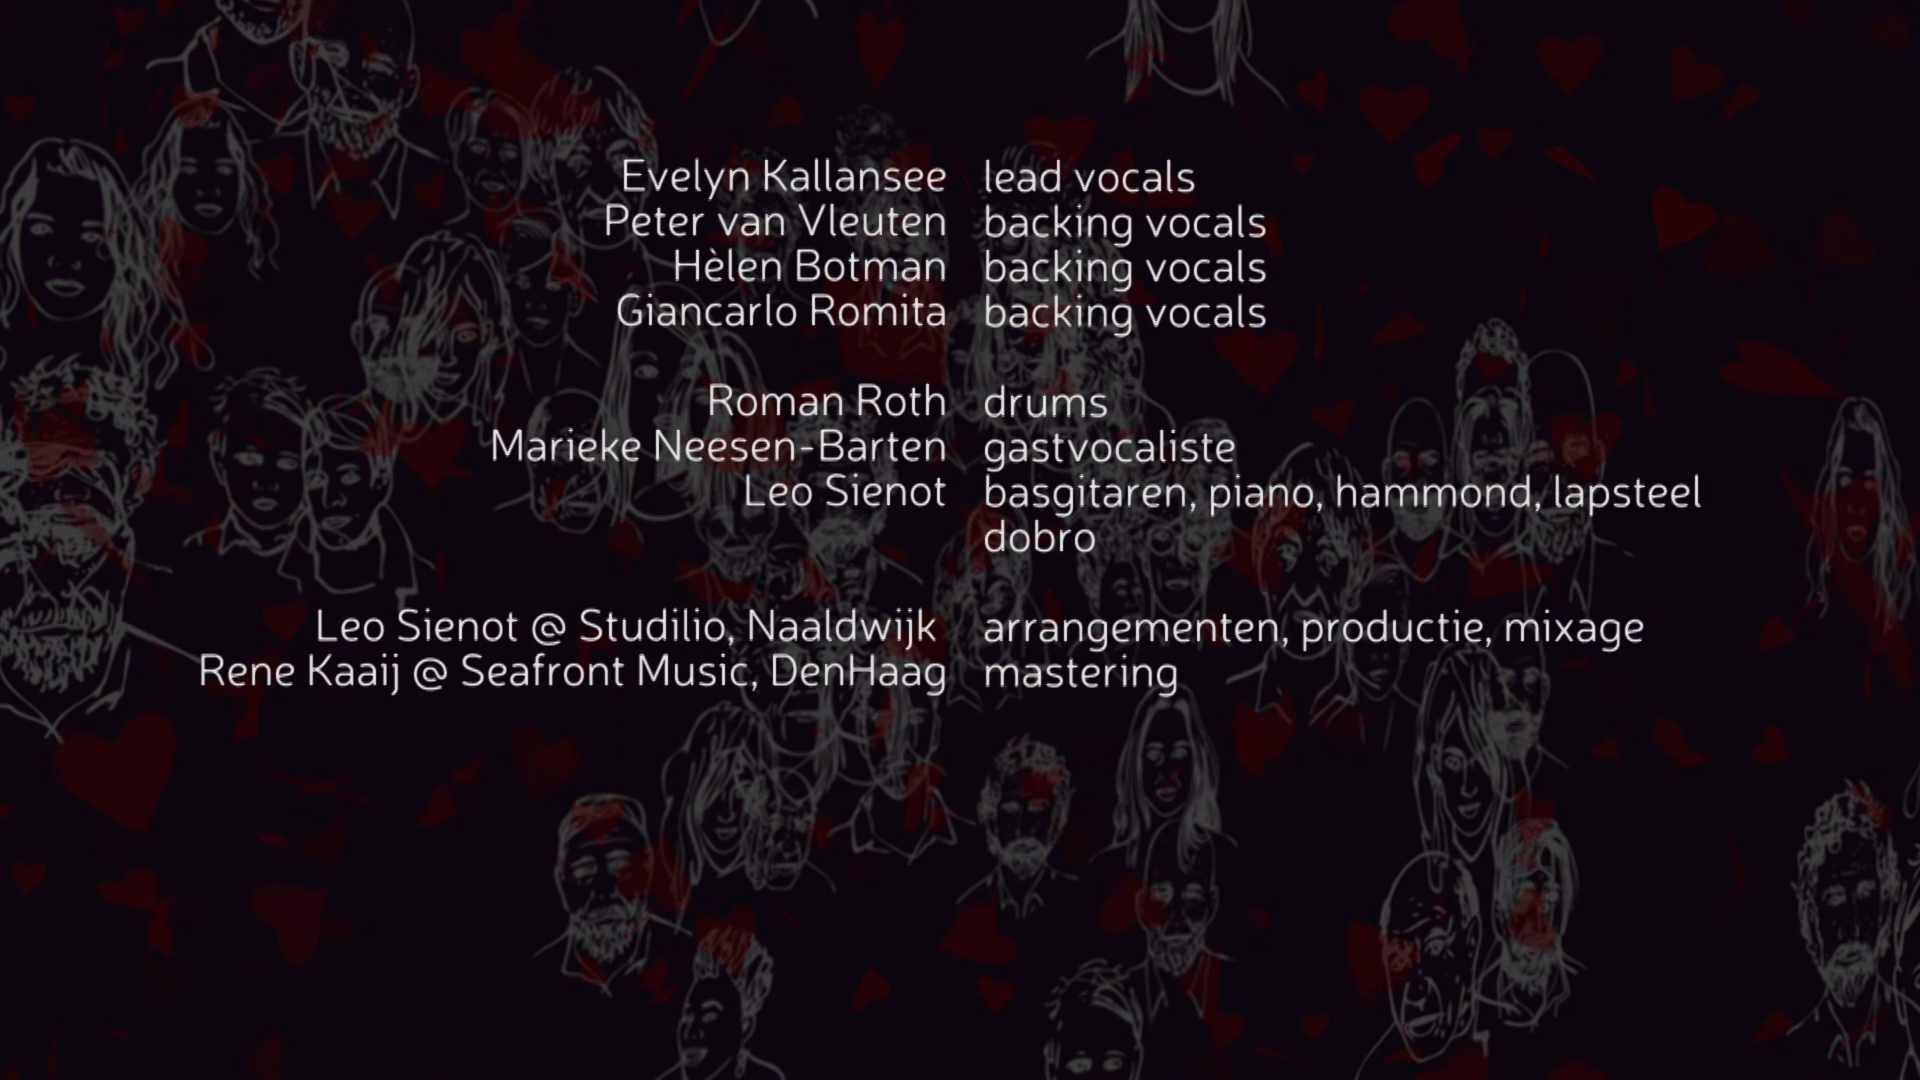 Evelyn Kallansee lead vocals
Peter van Vleuten backing vocals
Hèlen Botman backing vocals
Giancarlo Romita backing vocals
Roman Roth drums
Marieke Neesen-Barten gastvocaliste
Leo Sienot basgitaren, piano, hammond, lapsteel
dobro
Leo Sienot @ Studilio, Naaldwijk arrangementen, productie, mixage
Rene Kaaij @ Seafront Music, DenHaag mastering